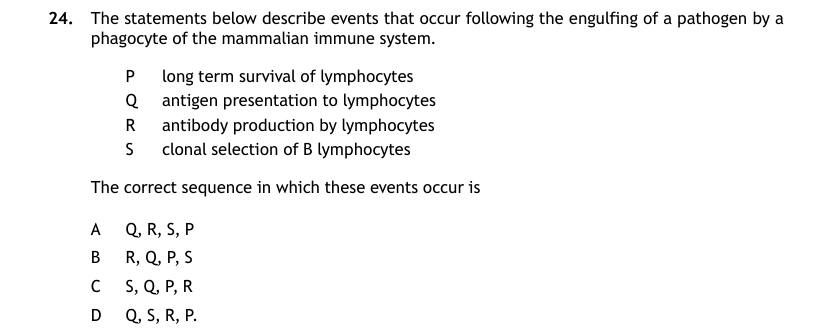 24. The statements below describe events that occur following the engulfing of a pathogen by a
phagocyte of the mammalian immune system.
P long term survival of lymphocytes
Q antigen presentation to lymphocytes
R antibody production by lymphocytes
S clonal selection of B lymphocytes
The correct sequence in which these events occur is
A Q, R, S, P
B R, Q, P, S
C S, Q, P, R
D Q, S, R, P.